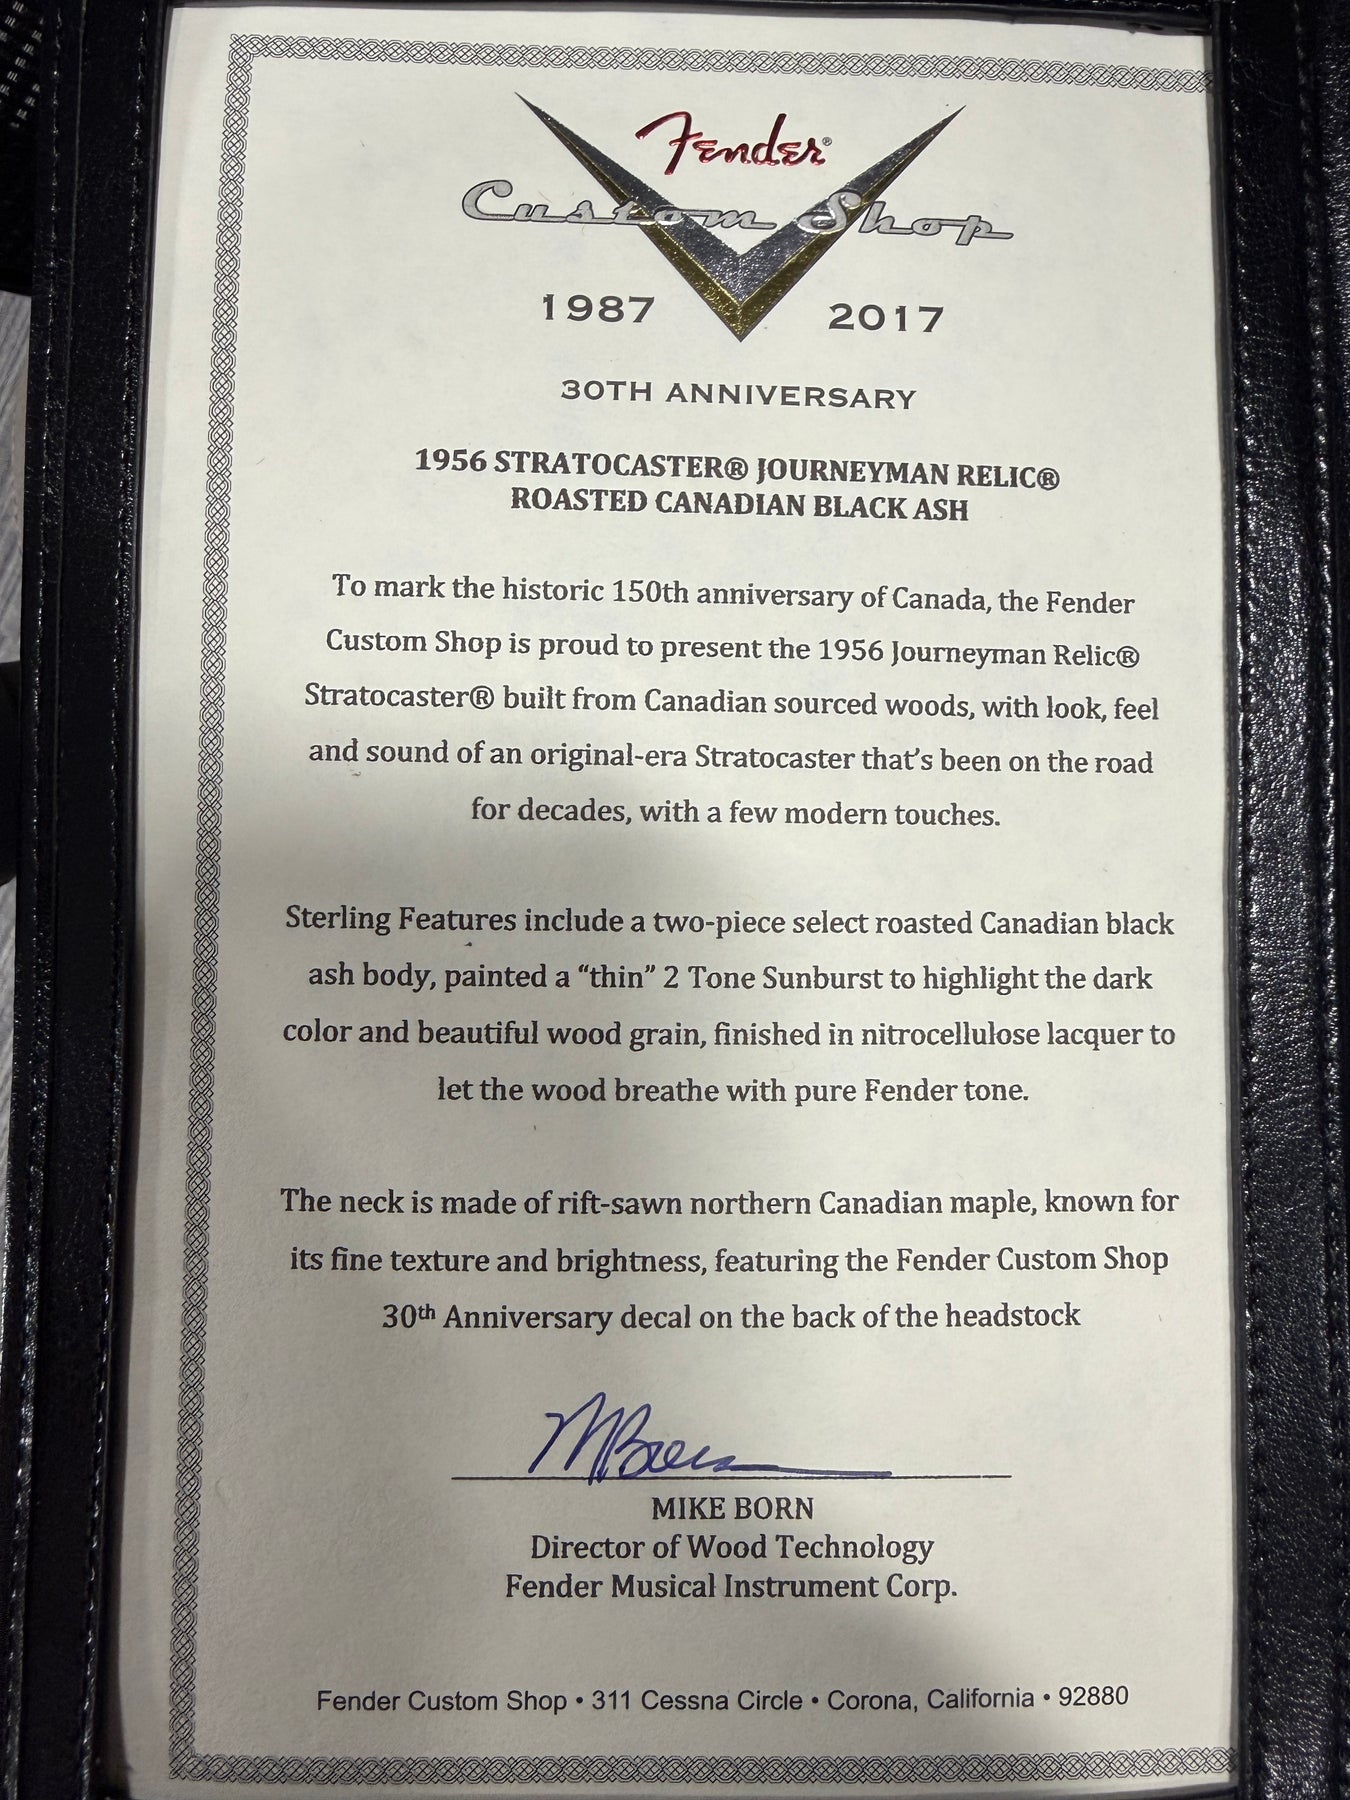 Fender®
Custom Shop
1987 2017
30TH ANNIVERSARY
1956 STRATOCASTER® JOURNEYMAN RELIC®
ROASTED CANADIAN BLACK ASH
To mark the historic 150th anniversary of Canada, the Fender
Custom Shop is proud to present the 1956 Journeyman Relic®
Stratocaster® built from Canadian sourced woods, with look, feel
and sound of an original-era Stratocaster that's been on the road
for decades, with a few modern touches.
Sterling Features include a two-piece select roasted Canadian black
ash body, painted a “thin” 2 Tone Sunburst to highlight the dark
color and beautiful wood grain, finished in nitrocellulose lacquer to
let the wood breathe with pure Fender tone.
The neck is made of rift-sawn northern Canadian maple, known for
its fine texture and brightness, featuring the Fender Custom Shop
30th Anniversary decal on the back of the headstock
MBorn
MIKE BORN
Director of Wood Technology
Fender Musical Instrument Corp.
Fender Custom Shop • 311 Cessna Circle • Corona, California • 92880